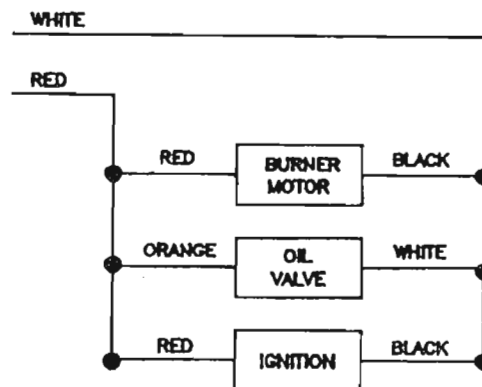 WHITE
RED
RED
BURNER
MOTOR
BLACK
ORANGE
OIL
VALVE
WHITE
RED
IGNITION
BLACK